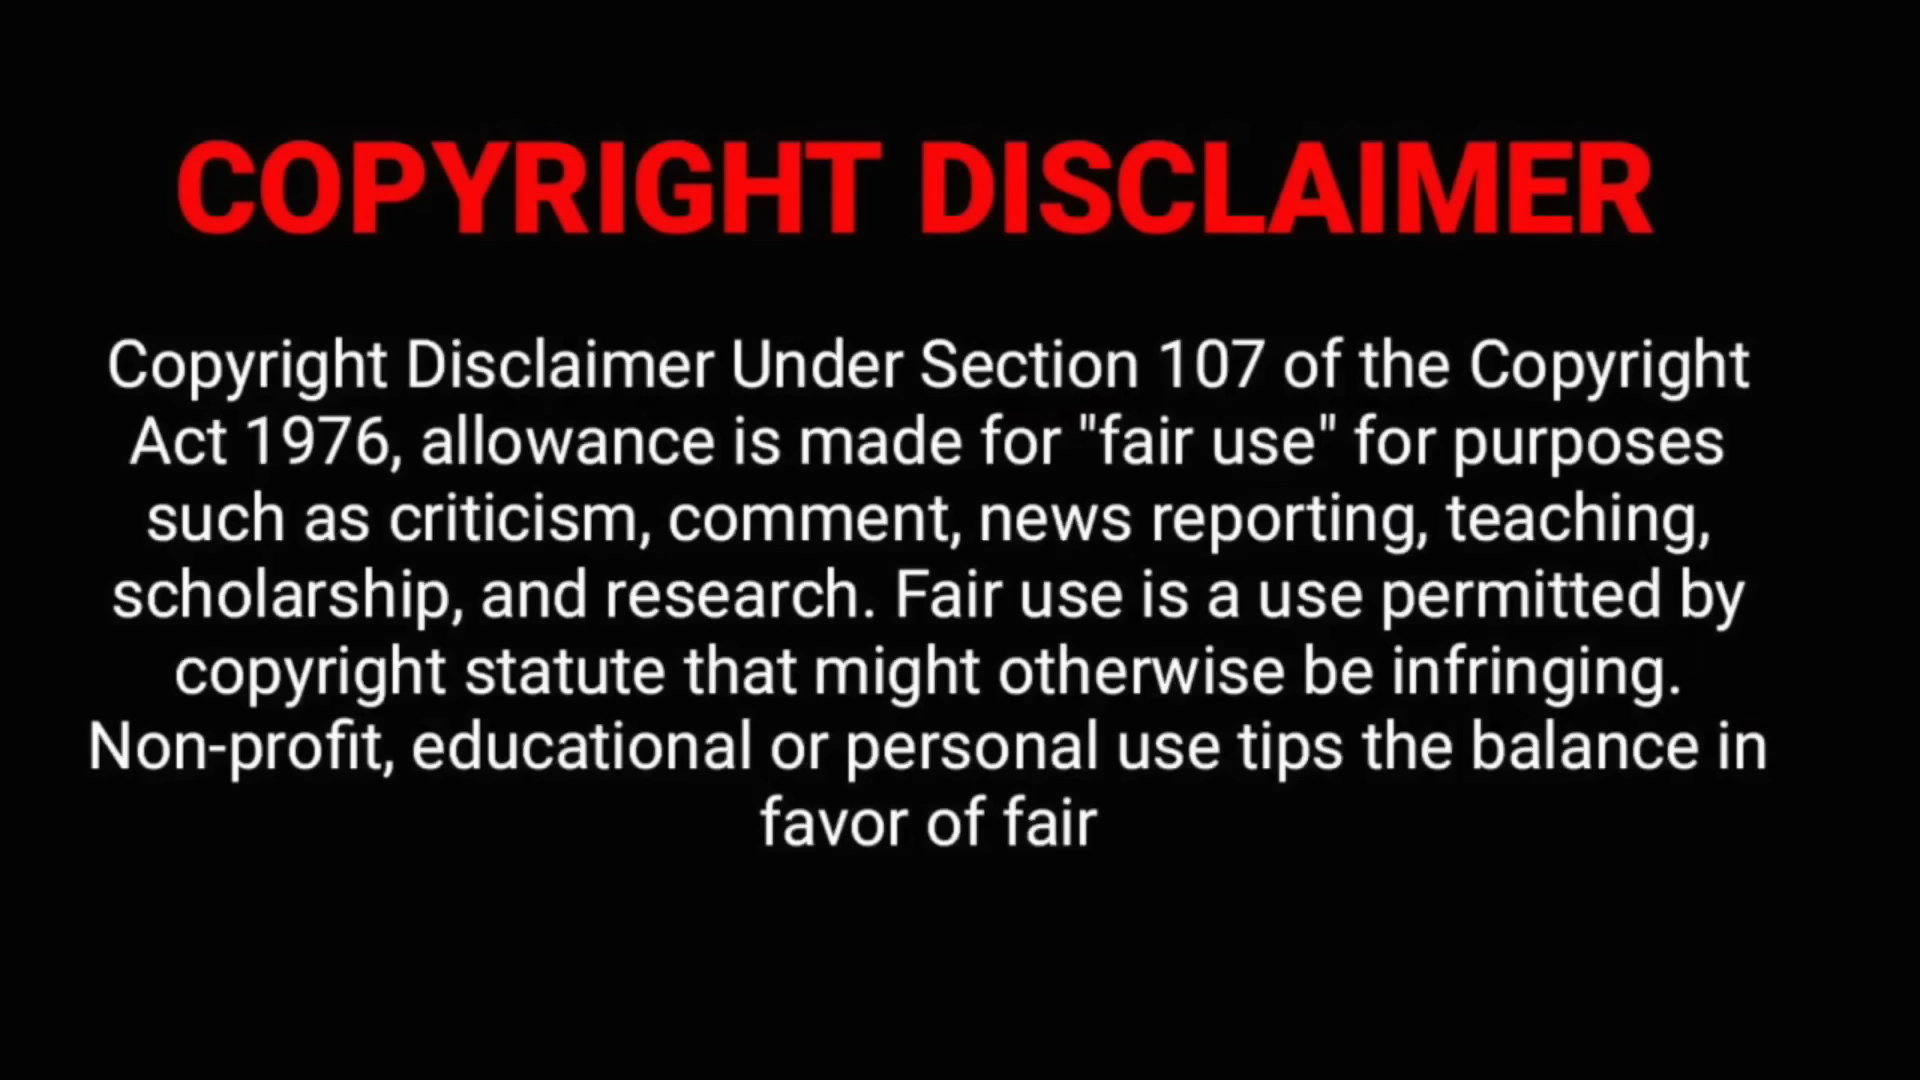 COPYRIGHT DISCLAIMER
Copyright Disclaimer Under Section 107 of the Copyright
Act 1976, allowance is made for "fair use" for purposes
such as criticism, comment, news reporting, teaching,
scholarship, and research. Fair use is a use permitted by
copyright statute that might otherwise be infringing.
Non-profit, educational or personal use tips the balance in
favor of fair